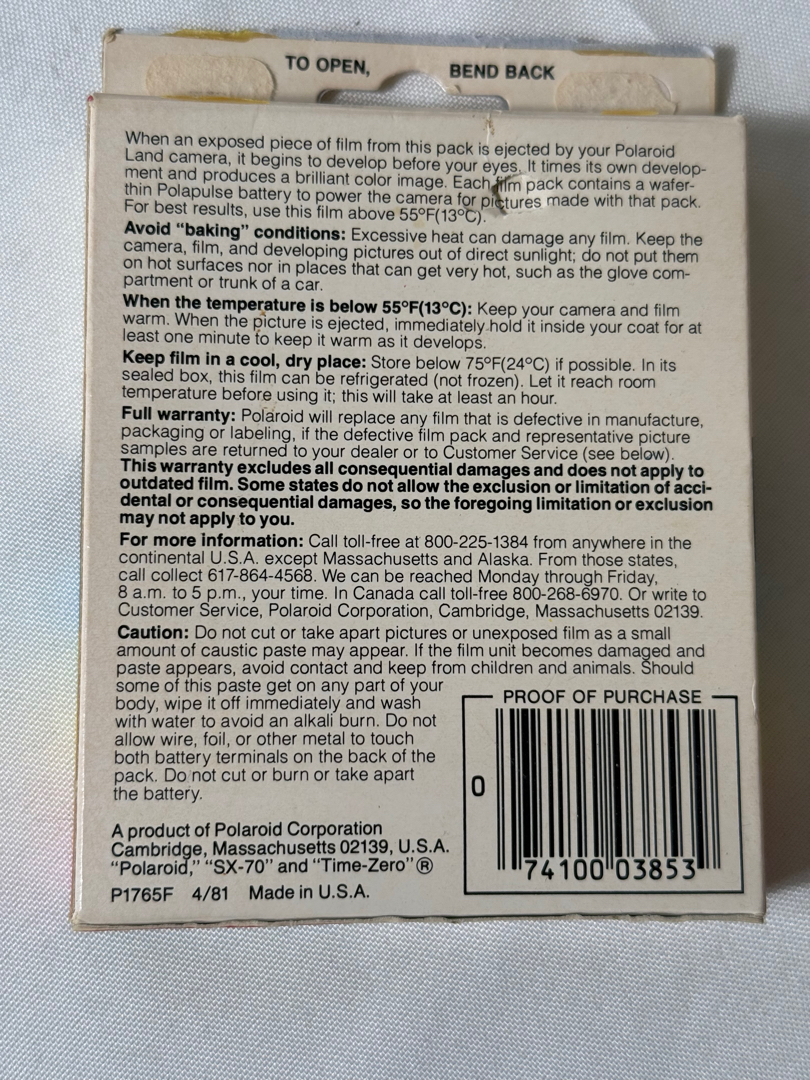 TO OPEN, BEND BACK
When an exposed piece of film from this pack is ejected by your Polaroid
Land camera, it begins to develop before your eyes. It times its own develop-
ment and produces a brilliant color image. Each film pack contains a wafer-
thin Polapulse battery to power the camera for pictures made with that pack.
For best results, use this film above 55°F(13°C).
Avoid “baking” conditions: Excessive heat can damage any film. Keep the
camera, film, and developing pictures out of direct sunlight; do not put them
on hot surfaces nor in places that can get very hot, such as the glove com-
partment or trunk of a car.
When the temperature is below 55°F(13°C): Keep your camera and film
warm. When the picture is ejected, immediately hold it inside your coat for at
least one minute to keep it warm as it develops.
Keep film in a cool, dry place: Store below 75°F(24°C) if possible. In its
sealed box, this film can be refrigerated (not frozen). Let it reach room
temperature before using it; this will take at least an hour.
Full warranty: Polaroid will replace any film that is defective in manufacture,
packaging or labeling, if the defective film pack and representative picture
samples are returned to your dealer or to Customer Service (see below).
This warranty excludes all consequential damages and does not apply to
outdated film. Some states do not allow the exclusion or limitation of acci-
dental or consequential damages, so the foregoing limitation or exclusion
may not apply to you.
For more information: Call toll-free at 800-225-1384 from anywhere in the
continental U.S.A. except Massachusetts and Alaska. From those states,
call collect 617-864-4568. We can be reached Monday through Friday,
8 a.m. to 5 p.m., your time. In Canada call toll-free 800-268-6970. Or write to
Customer Service, Polaroid Corporation, Cambridge, Massachusetts 02139.
Caution: Do not cut or take apart pictures or unexposed film as a small
amount of caustic paste may appear. If the film unit becomes damaged and
paste appears, avoid contact and keep from children and animals. Should
some of this paste get on any part of your
body, wipe it off immediately and wash
with water to avoid an alkali burn. Do not
allow wire, foil, or other metal to touch
both battery terminals on the back of the
pack. Do not cut or burn or take apart
the battery.
A product of Polaroid Corporation
Cambridge, Massachusetts 02139, U.S.A.
“Polaroid,” “SX-70” and “Time-Zero”®
P1765F 4/81 Made in U.S.A.
PROOF OF PURCHASE
0 74100 03853